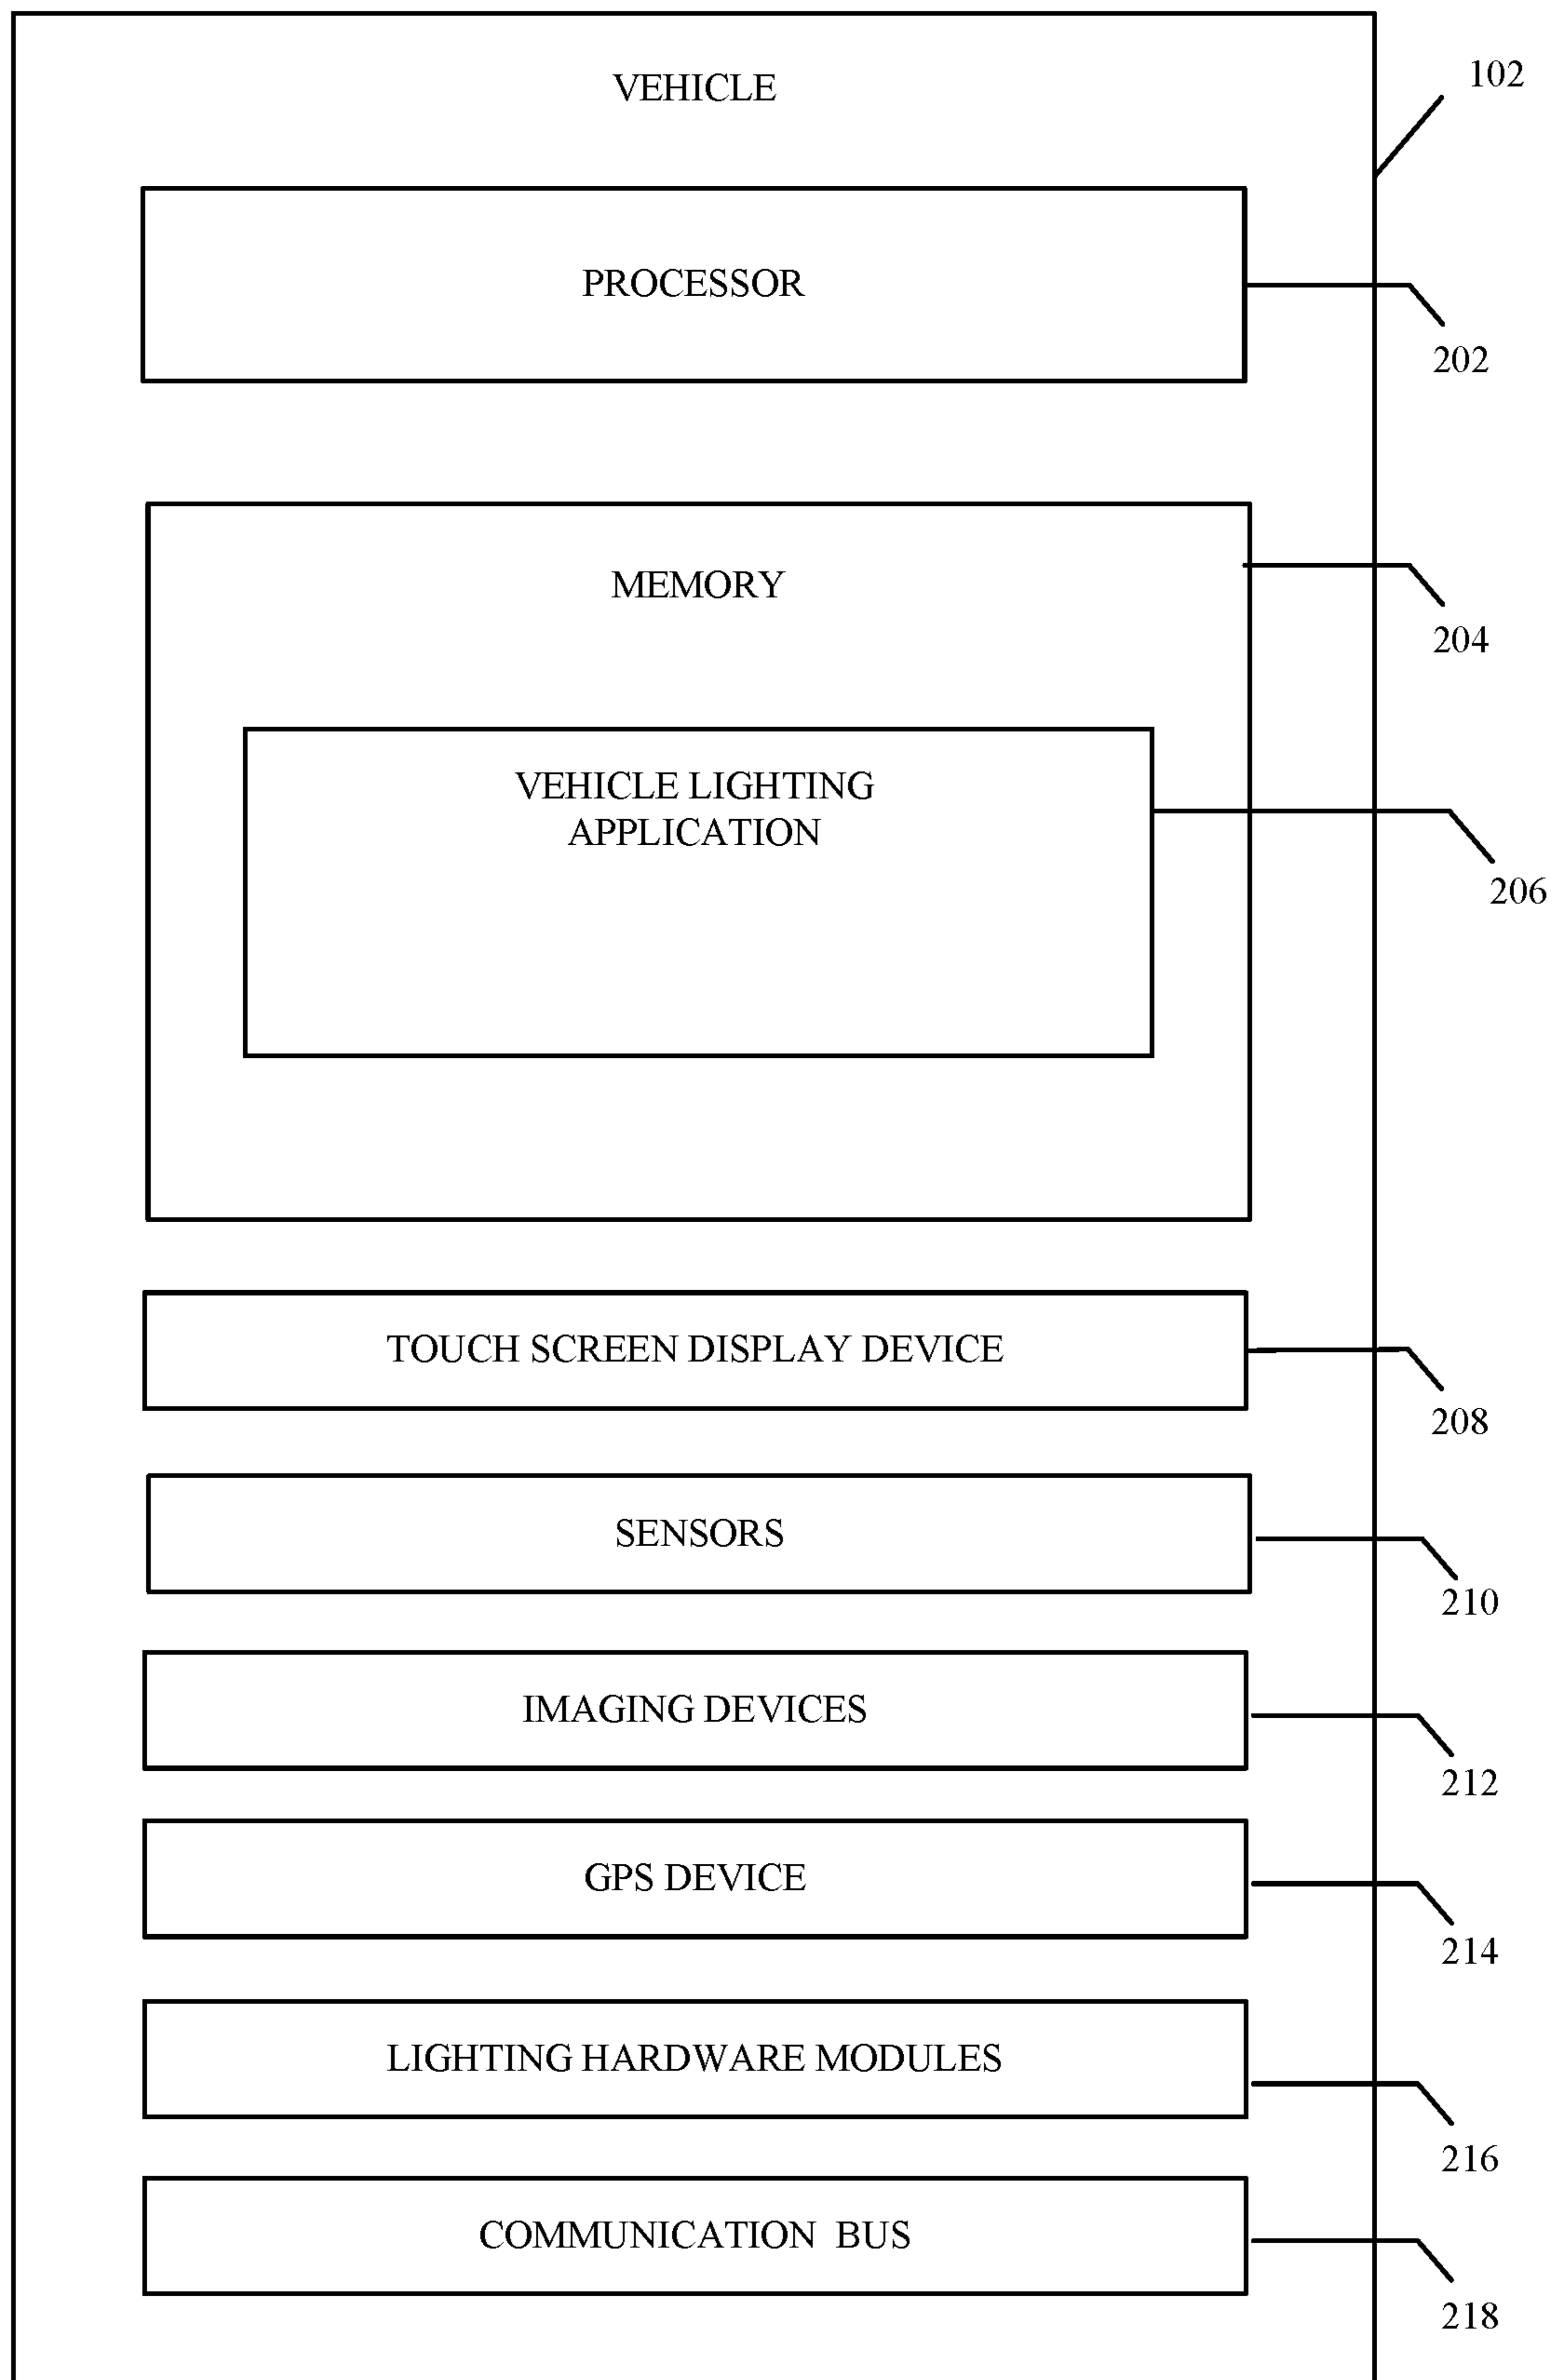 VEHICLE
102
PROCESSOR
202
MEMORY
204
VEHICLE LIGHTING
APPLICATION
206
TOUCH SCREEN DISPLAY DEVICE
208
SENSORS
210
IMAGING DEVICES
212
GPS DEVICE
214
LIGHTING HARDWARE MODULES
216
COMMUNICATION BUS
218